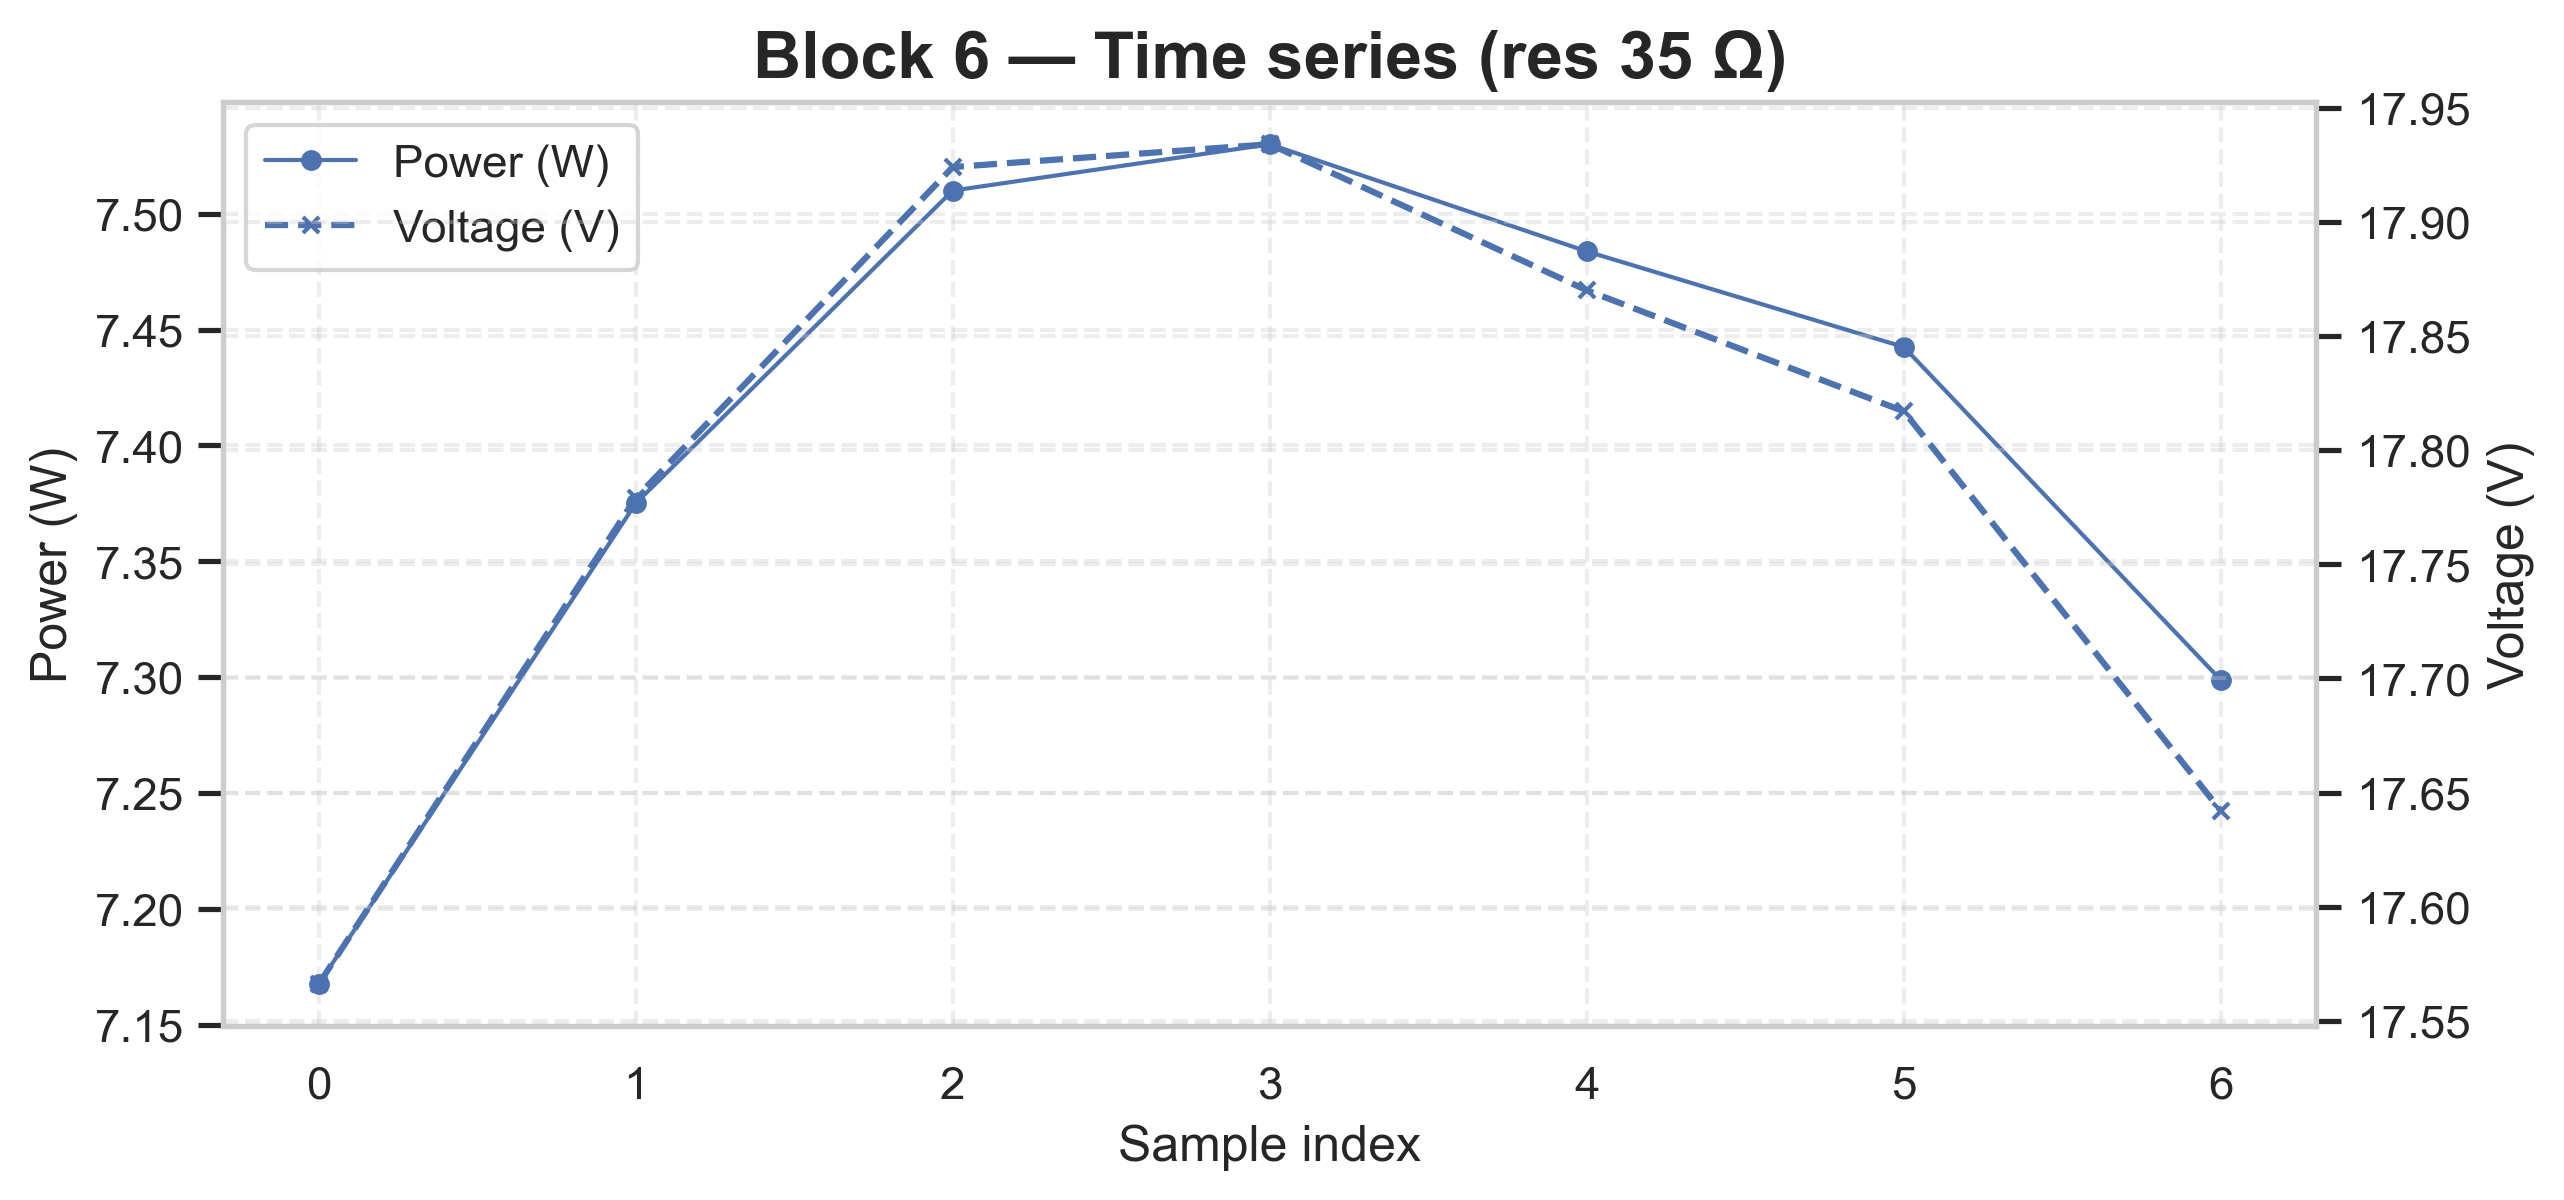 Block 6 — Time series (res 35 Ω)
Power (W)
Voltage (V)
7.50
7.45
7.40
7.35
7.30
7.25
7.20
7.15
Power (W)
17.95
17.90
17.85
17.80
17.75
17.70
17.65
17.60
17.55
Voltage (V)
0 1 2 3 4 5 6
Sample index